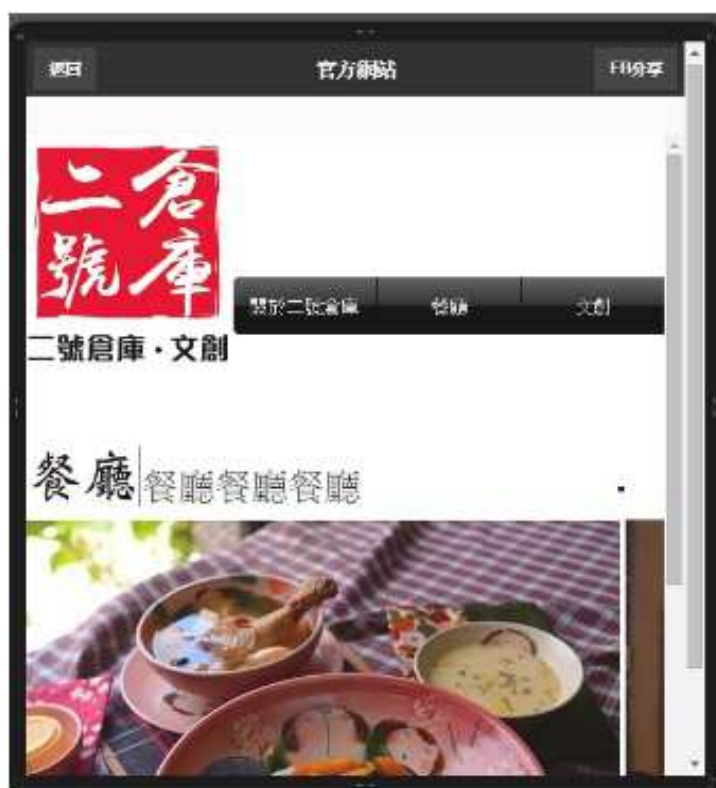 返回 官方網站 FB分享
二號
倉庫
關於二號倉庫 餐廳 文創
二號倉庫・文創
餐廳 餐廳餐廳餐廳